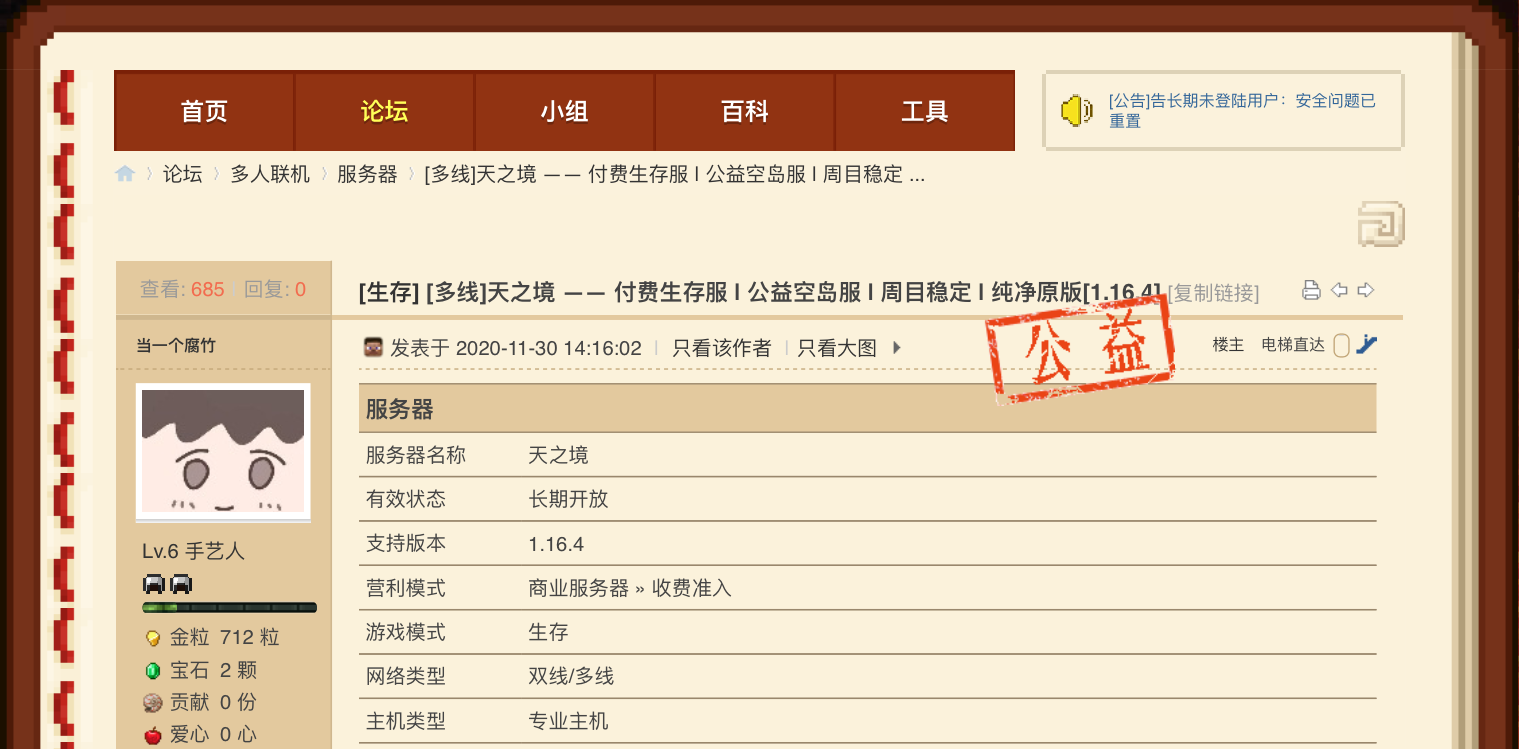 首页
论坛
小组
百科
工具
[公告]告长期未登陆用户：安全问题已
重置
论坛 〉 多人联机 〉 服务器 〉 [多线]天之境 —— 付费生存服 I 公益空岛服 I 周目稳定 ...
查看: 685 回复: 0
[生存] [多线]天之境 —— 付费生存服 I 公益空岛服 I 周目稳定 I 纯净原版[1.16.4] [复制链接]
当一个腐竹
发表于 2020-11-30 14:16:02 | 只看该作者 | 只看大图
公益
楼主 电梯直达
服务器
服务器名称 天之境
有效状态 长期开放
支持版本 1.16.4
营利模式 商业服务器 » 收费准入
游戏模式 生存
网络类型 双线/多线
主机类型 专业主机
Lv.6 手艺人
金粒 712 粒
宝石 2 颗
贡献 0 份
爱心 0 心